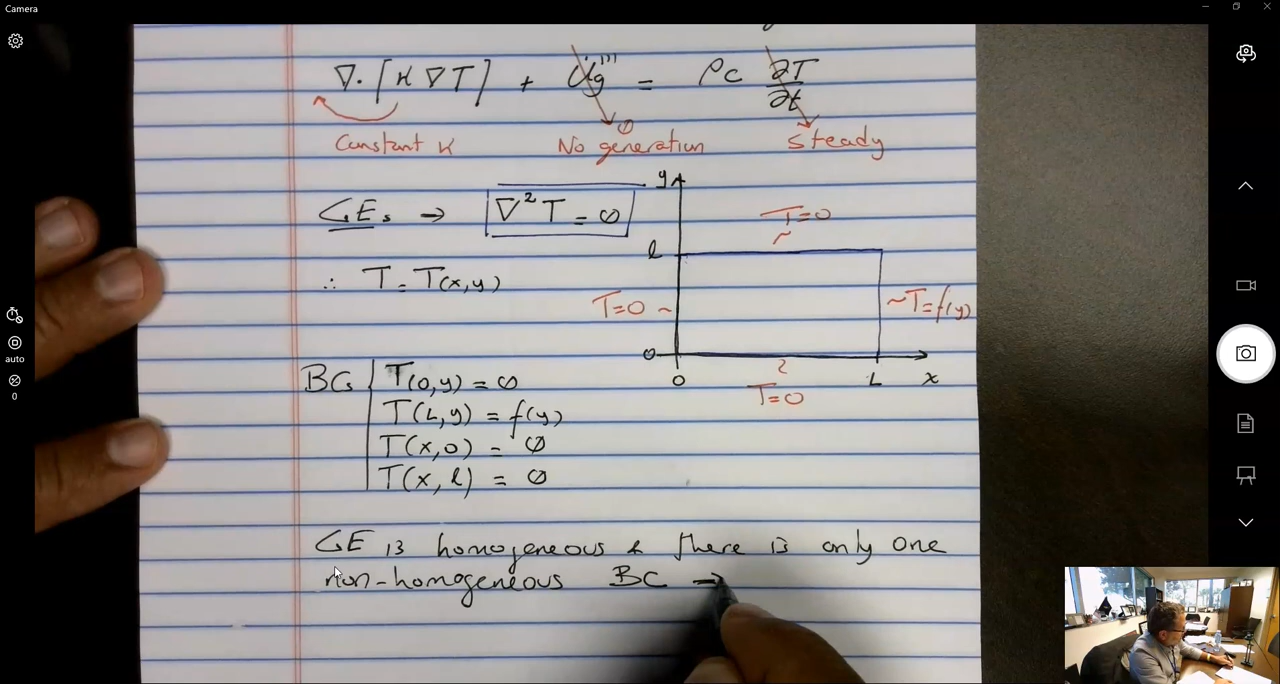 Camera
∇·[K ∇T] + u̇g''' = ρc ∂T/∂t
0
Constant K No generation Steady
GEs → ∇²T = 0
∴ T = T(x,y)
y
T=0
l
T=0 ~ ~T=f(y)
0
0 L x
T=0
BCs T(0,y) = 0
T(L,y) = f(y)
T(x,0) = 0
T(x,l) = 0
GE is homogeneous & there is only one
non-homogeneous BC →
auto
0